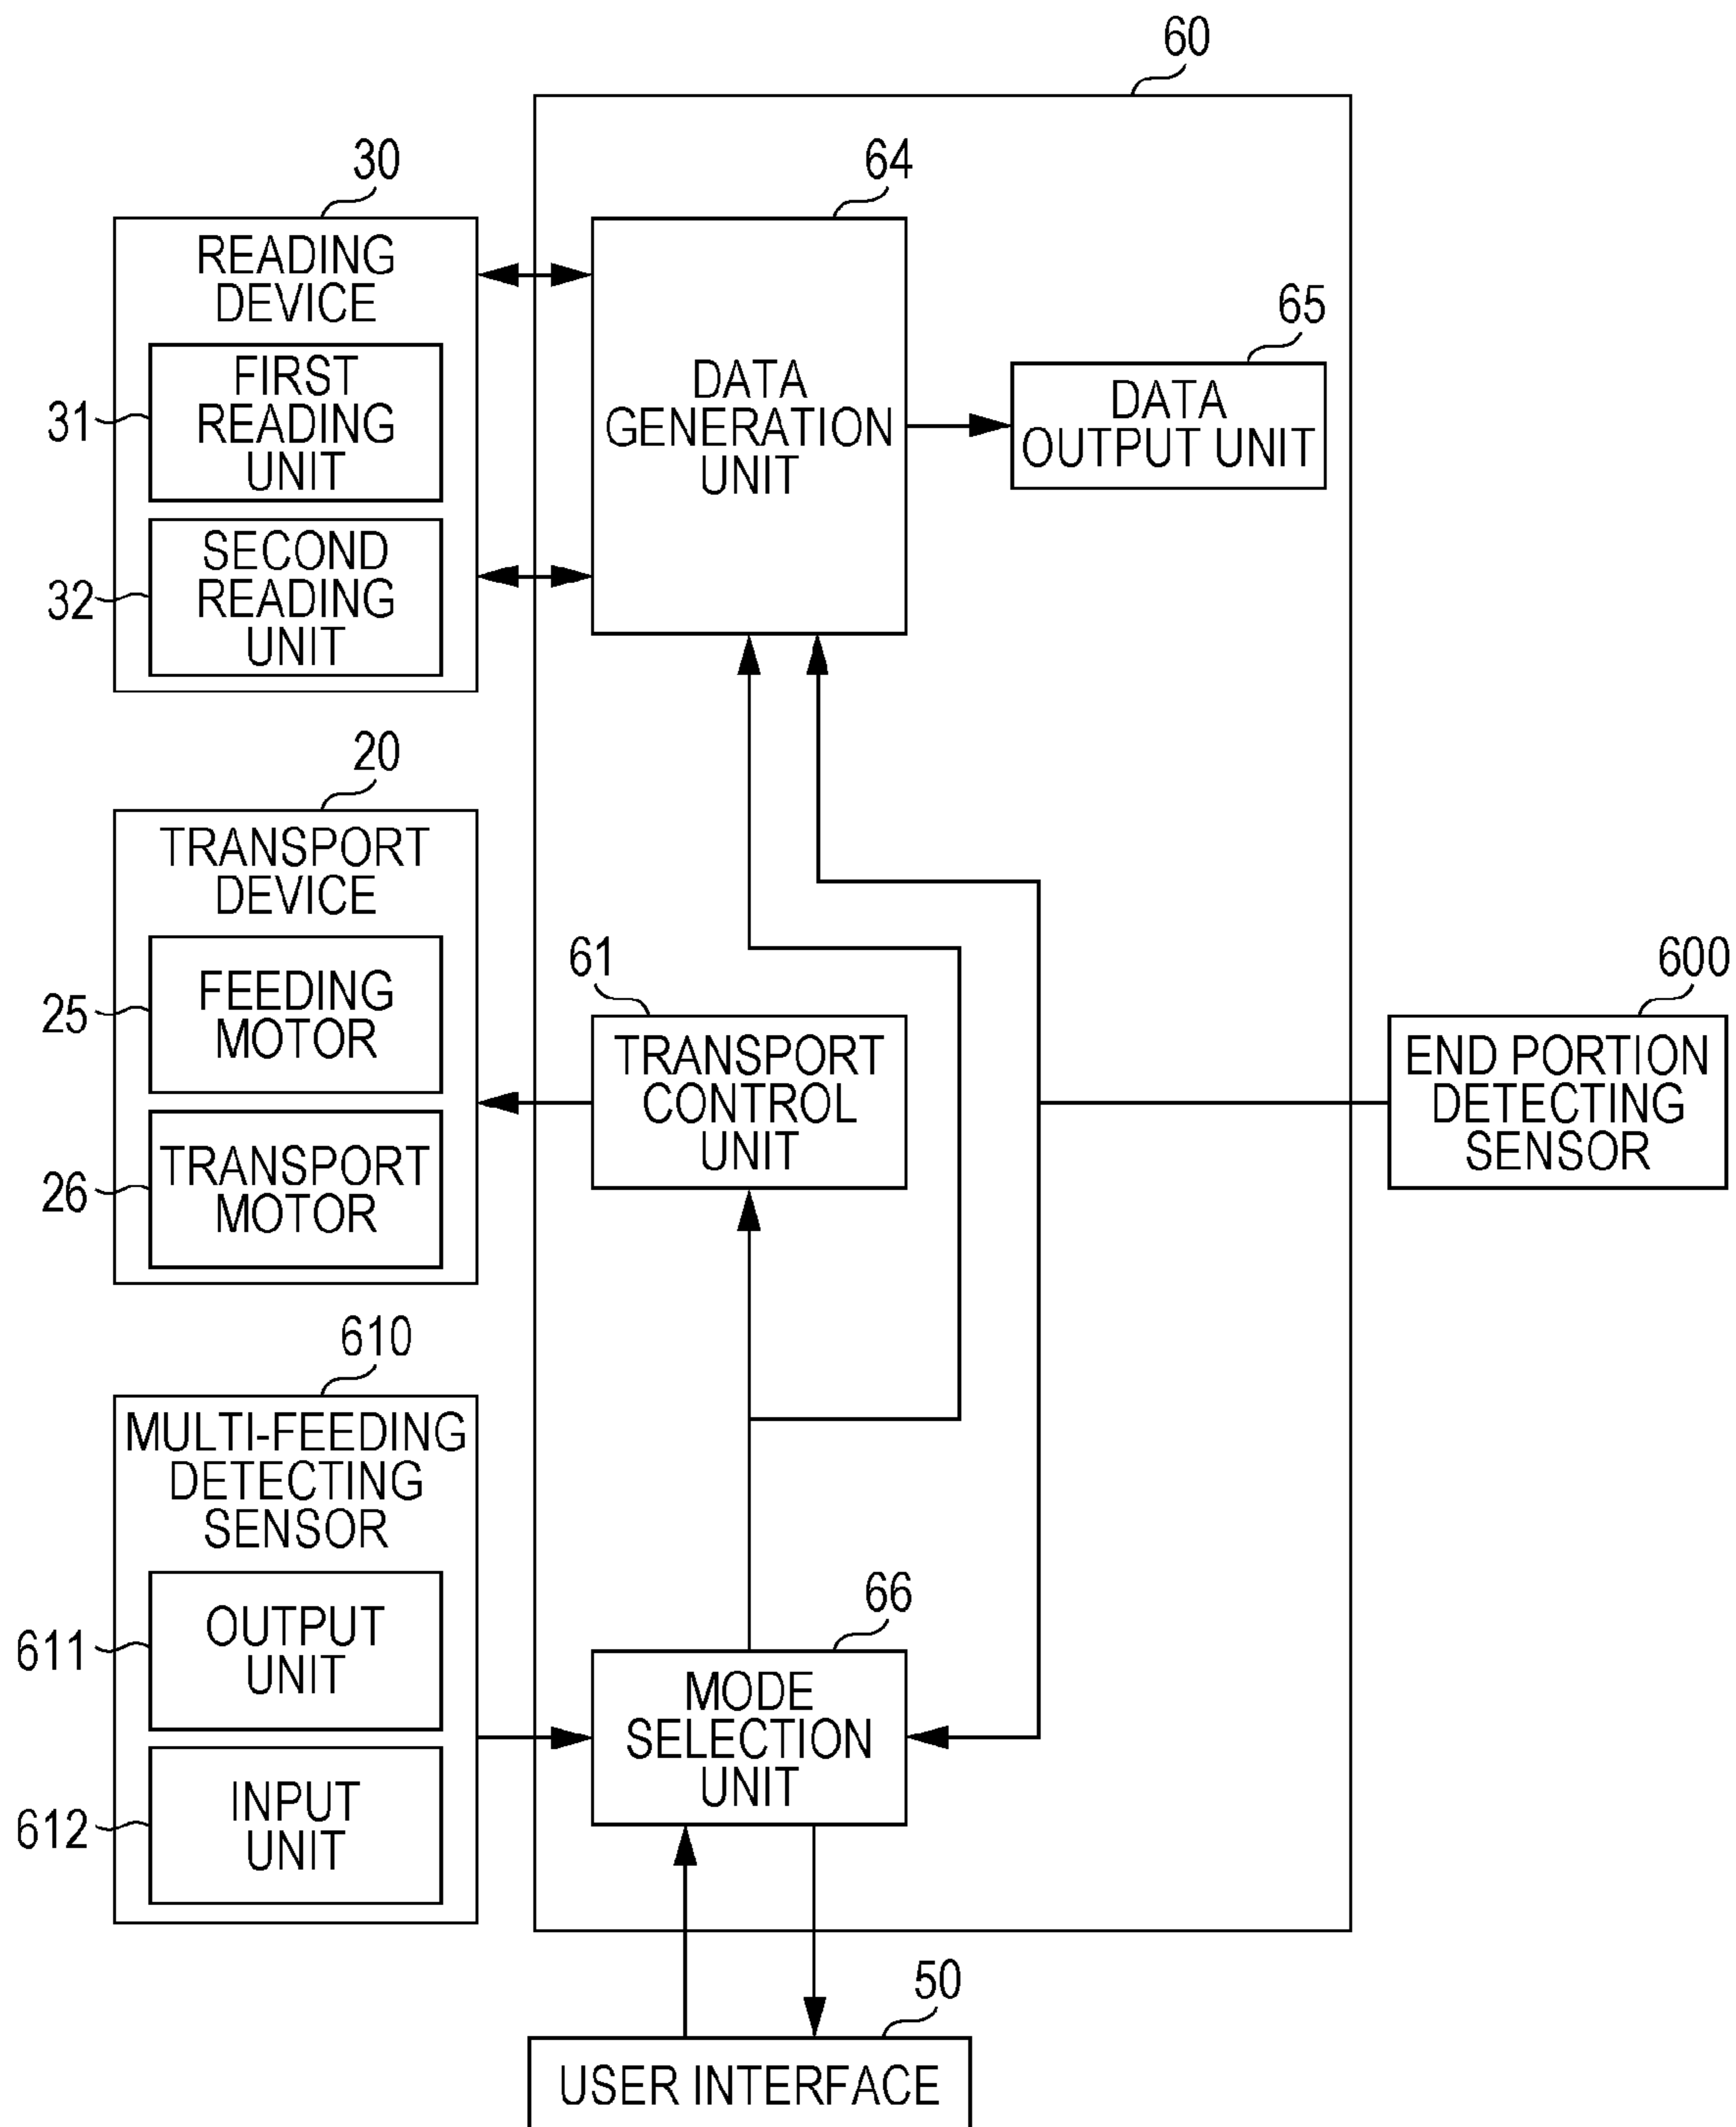 60
30
64
READING
DEVICE
65
FIRST
READING
UNIT
31
DATA
GENERATION
UNIT
DATA
OUTPUT UNIT
SECOND
READING
UNIT
32
20
TRANSPORT
DEVICE
61
600
FEEDING
MOTOR
25
TRANSPORT
CONTROL
UNIT
END PORTION
DETECTING
SENSOR
TRANSPORT
MOTOR
26
610
MULTI-FEEDING
DETECTING
SENSOR
66
OUTPUT
UNIT
611
MODE
SELECTION
UNIT
INPUT
UNIT
612
50
USER INTERFACE